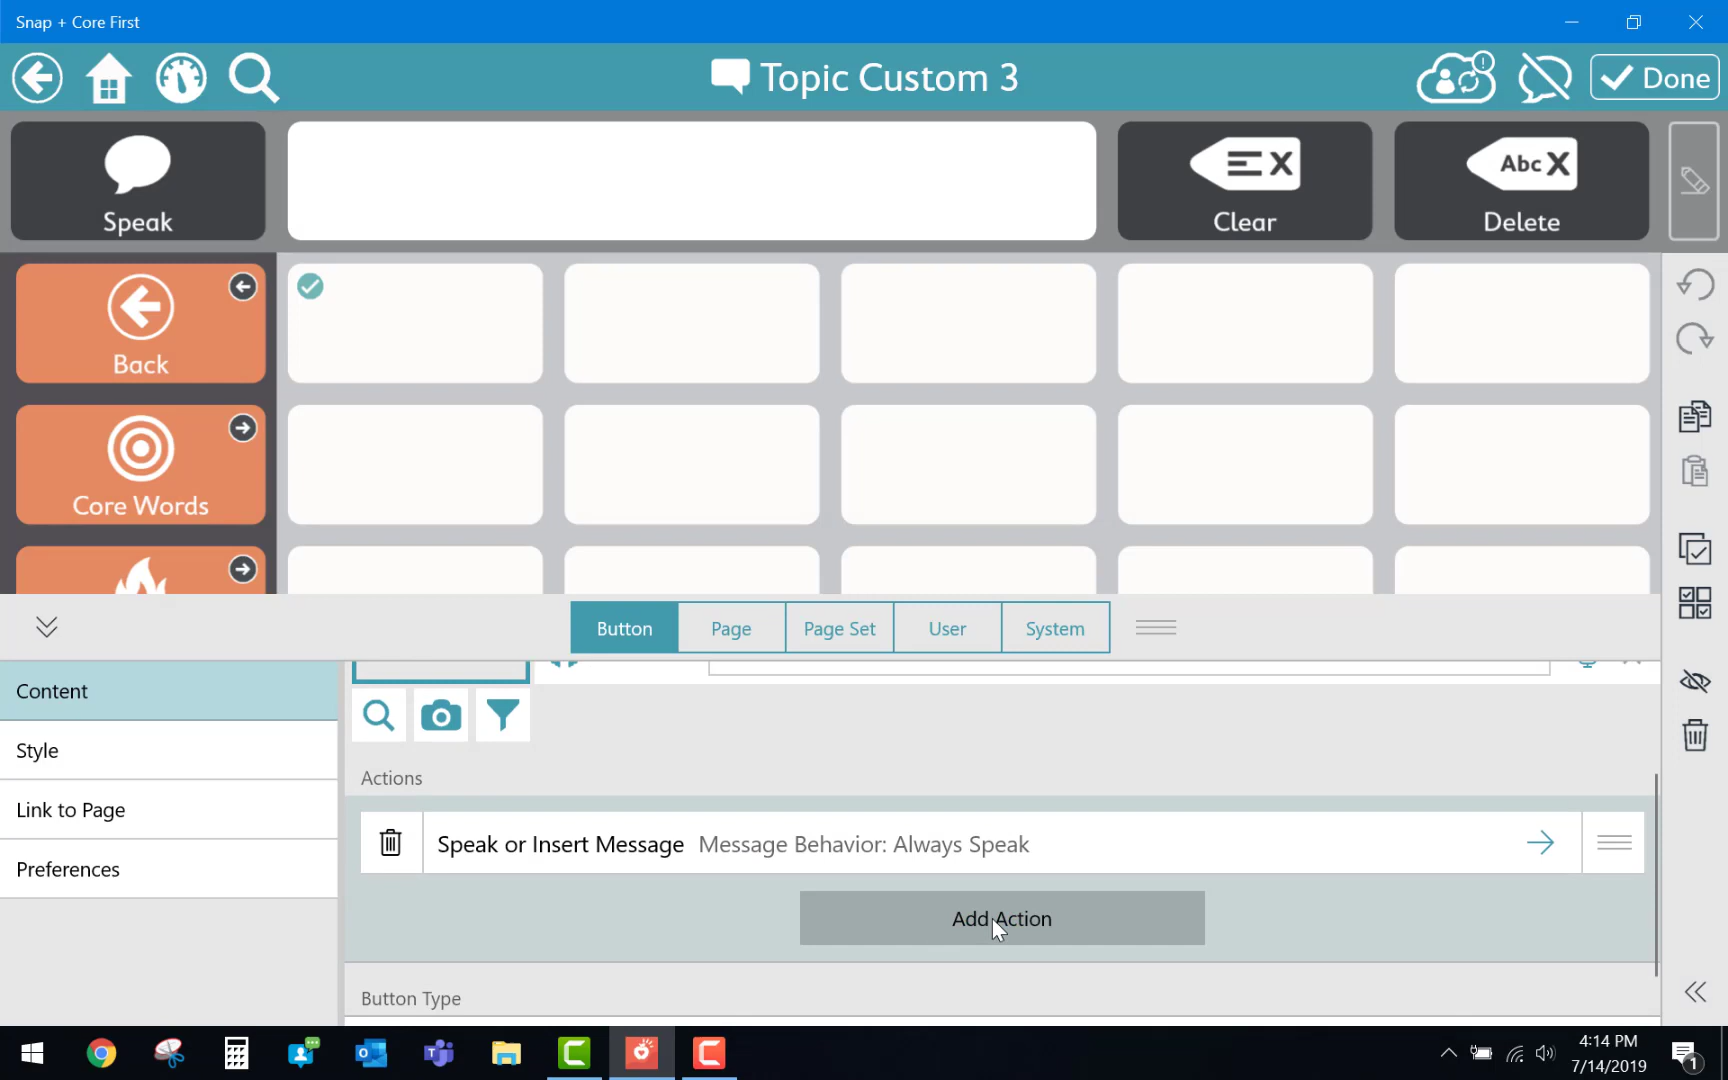 Snap + Core First
Topic Custom 3
Done
Speak
Clear
Abc X
Delete
Back
Core Words
Button
Page
Page Set
User
System
Content
Style
Link to Page
Preferences
Actions
Speak or Insert Message Message Behavior: Always Speak
Add Action
Button Type
4:14 PM
7/14/2019
1